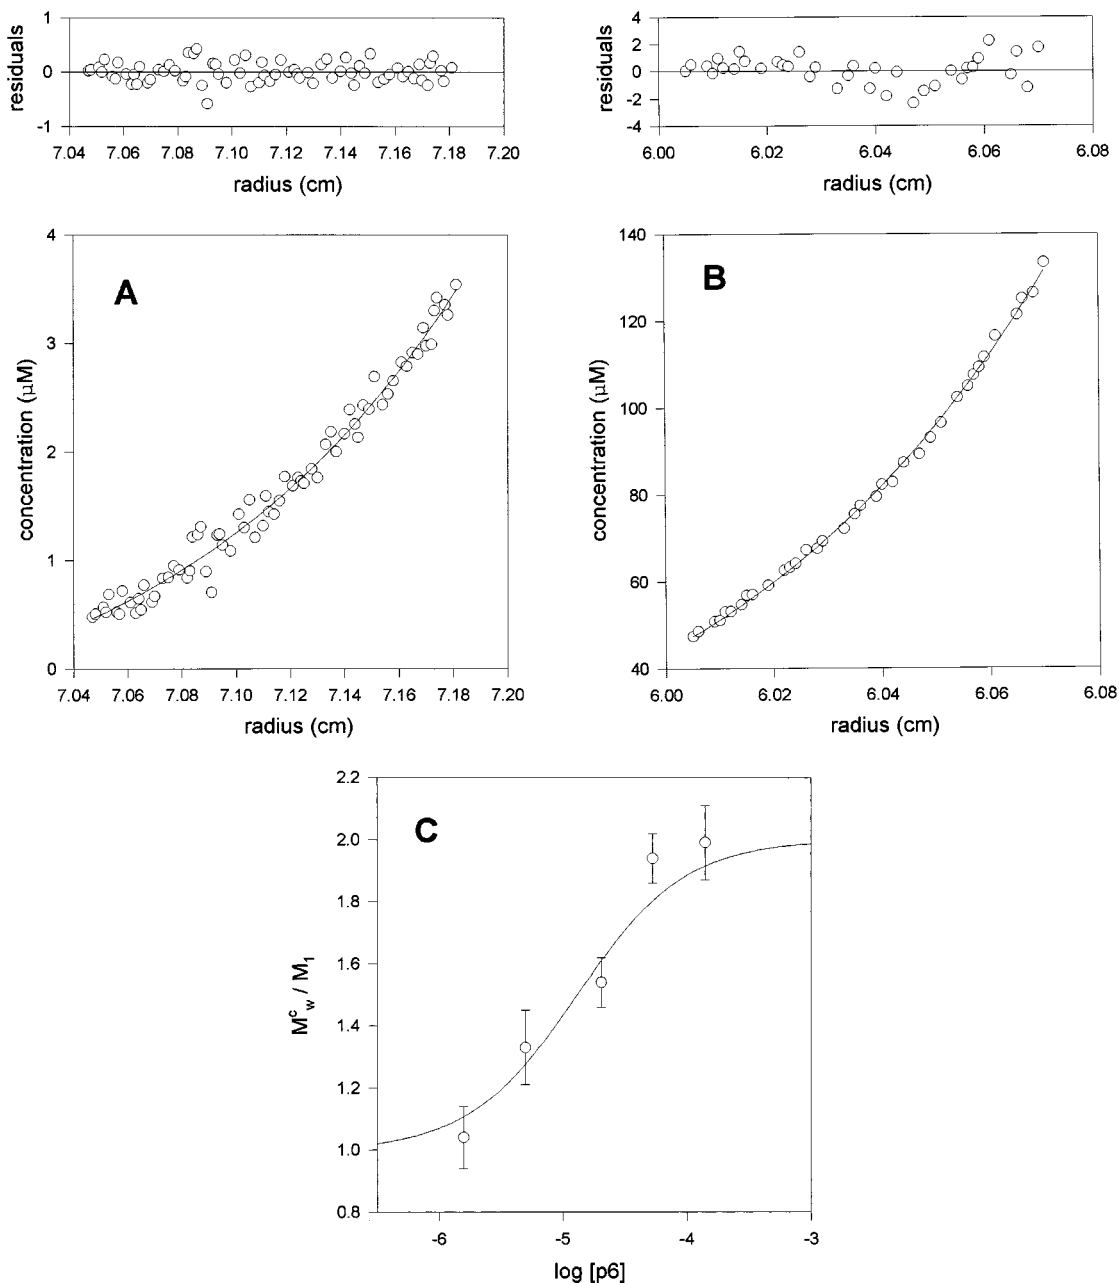 1
0
-1
residuals
7.04 7.06 7.08 7.10 7.12 7.14 7.16 7.18 7.20
radius (cm)
4
2
0
-2
-4
residuals
6.00 6.02 6.04 6.06 6.08
radius (cm)
4
3
2
1
0
concentration (μM)
A
7.04 7.06 7.08 7.10 7.12 7.14 7.16 7.18 7.20
radius (cm)
140
120
100
80
60
40
concentration (μM)
B
6.00 6.02 6.04 6.06 6.08
radius (cm)
2.2
2.0
1.8
1.6
1.4
1.2
1.0
0.8
M^c_w / M_1
C
-6 -5 -4 -3
log [p6]